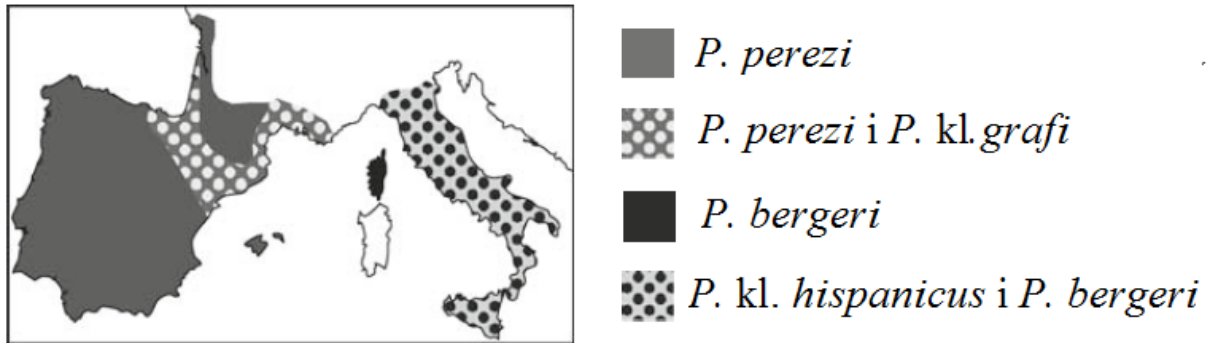 P. perezi
P. perezi i P. kl. grafi
P. bergeri
P. kl. hispanicus i P. bergeri